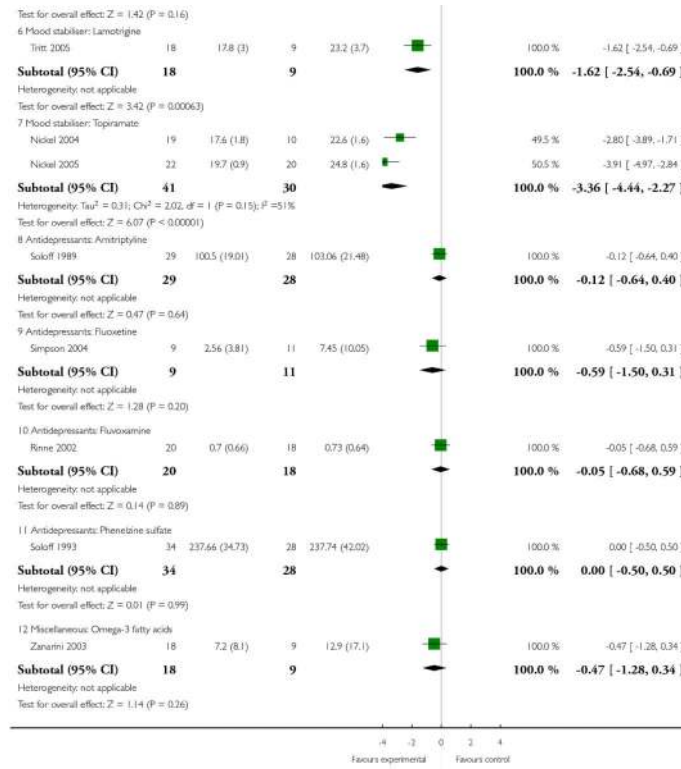 Test for overall effect: Z = 1.42 (P = 0.16)
6 Mood stabiliser: Lamotrigine
Tritt 2005 18 17.8 (3) 9 23.2 (3.7) 100.0 % -1.62 [ -2.54, -0.69 ]
Subtotal (95% CI) 18 9 100.0 % -1.62 [ -2.54, -0.69 ]
Heterogeneity: not applicable
Test for overall effect: Z = 3.42 (P = 0.00063)
7 Mood stabiliser: Topiramate
Nickel 2004 19 17.6 (1.8) 10 22.6 (1.6) 49.5 % -2.80 [ -3.89, -1.71 ]
Nickel 2005 22 19.7 (0.9) 20 24.8 (1.6) 50.5 % -3.91 [ -4.97, -2.84
Subtotal (95% CI) 41 30 100.0 % -3.36 [ -4.44, -2.27 ]
Heterogeneity: Tau² = 0.31; Chi² = 2.02, df = 1 (P = 0.15); I² =51%
Test for overall effect: Z = 6.07 (P < 0.00001)
8 Antidepressants: Amitriptyline
Soloff 1989 29 100.5 (19.01) 28 103.06 (21.48) 100.0 % -0.12 [ -0.64, 0.40 ]
Subtotal (95% CI) 29 28 100.0 % -0.12 [ -0.64, 0.40 ]
Heterogeneity: not applicable
Test for overall effect: Z = 0.47 (P = 0.64)
9 Antidepressants: Fluoxetine
Simpson 2004 9 2.56 (3.81) 11 7.45 (10.05) 100.0 % -0.59 [ -1.50, 0.31 ]
Subtotal (95% CI) 9 11 100.0 % -0.59 [ -1.50, 0.31 ]
Heterogeneity: not applicable
Test for overall effect: Z = 1.28 (P = 0.20)
10 Antidepressants: Fluvoxamine
Rinne 2002 20 0.7 (0.66) 18 0.73 (0.64) 100.0 % -0.05 [ -0.68, 0.59 ]
Subtotal (95% CI) 20 18 100.0 % -0.05 [ -0.68, 0.59 ]
Heterogeneity: not applicable
Test for overall effect: Z = 0.14 (P = 0.89)
11 Antidepressants: Phenelzine sulfate
Soloff 1993 34 237.66 (34.73) 28 237.74 (42.02) 100.0 % 0.00 [ -0.50, 0.50 ]
Subtotal (95% CI) 34 28 100.0 % 0.00 [ -0.50, 0.50 ]
Heterogeneity: not applicable
Test for overall effect: Z = 0.01 (P = 0.99)
12 Miscellaneous: Omega-3 fatty acids
Zanarini 2003 18 7.2 (8.1) 9 12.9 (17.1) 100.0 % -0.47 [ -1.28, 0.34 ]
Subtotal (95% CI) 18 9 100.0 % -0.47 [ -1.28, 0.34 ]
Heterogeneity: not applicable
Test for overall effect: Z = 1.14 (P = 0.26)
-4 -2 0 2 4
Favours experimental Favours control